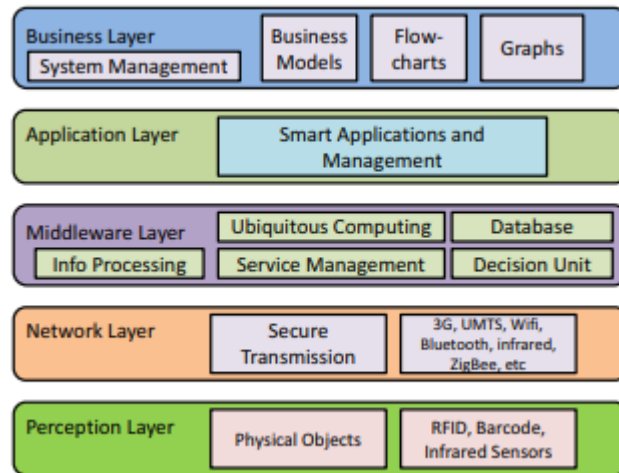 Business Layer
System Management
Business
Models
Flow-
charts
Graphs
Application Layer
Smart Applications and
Management
Middleware Layer
Ubiquitous Computing
Database
Info Processing
Service Management
Decision Unit
Network Layer
Secure
Transmission
3G, UMTS, Wifi,
Bluetooth, infrared,
ZigBee, etc
Perception Layer
Physical Objects
RFID, Barcode,
Infrared Sensors